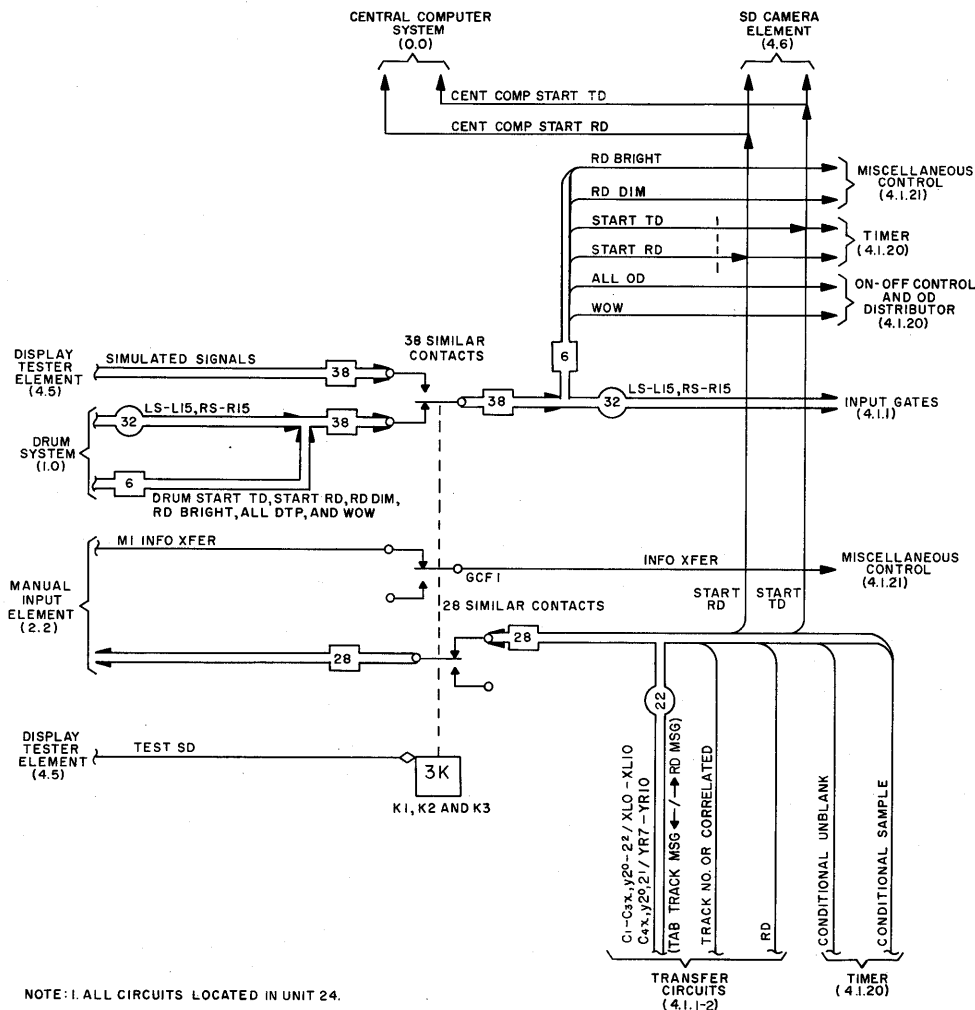 CENTRAL COMPUTER
SYSTEM
(0.0)
SD CAMERA
ELEMENT
(4.6)
CENT COMP START TD
CENT COMP START RD
RD BRIGHT
RD DIM
MISCELLANEOUS
CONTROL
(4.1.21)
START TD
START RD
TIMER
(4.1.20)
ALL OD
WOW
ON-OFF CONTROL
AND OD
DISTRIBUTOR
(4.1.20)
38 SIMILAR
CONTACTS
6
DISPLAY
TESTER
ELEMENT
(4.5)
SIMULATED SIGNALS
38
38
32
LS-L15, RS-R15
INPUT GATES
(4.1.1)
DRUM
SYSTEM
(1.0)
32
LS-L15, RS-R15
38
6
DRUM START TD, START RD, RD DIM,
RD BRIGHT, ALL DTP, AND WOW
MANUAL
INPUT
ELEMENT
(2.2)
MI INFO XFER
GCF1
INFO XFER
MISCELLANEOUS
CONTROL
(4.1.21)
START
RD
START
TD
28 SIMILAR CONTACTS
28
28
22
DISPLAY
TESTER
ELEMENT
(4.5)
TEST SD
3K
K1, K2 AND K3
C1-C3x, y2⁰-2² / XL0-XL10
C4x, y2⁰, 2¹ / YR7-YR10
(TAB TRACK MSG ←/→ RD MSG)
TRACK NO. OR CORRELATED
RD
CONDITIONAL UNBLANK
CONDITIONAL SAMPLE
TRANSFER
CIRCUITS
(4.1.1-2)
TIMER
(4.1.20)
NOTE: 1. ALL CIRCUITS LOCATED IN UNIT 24.